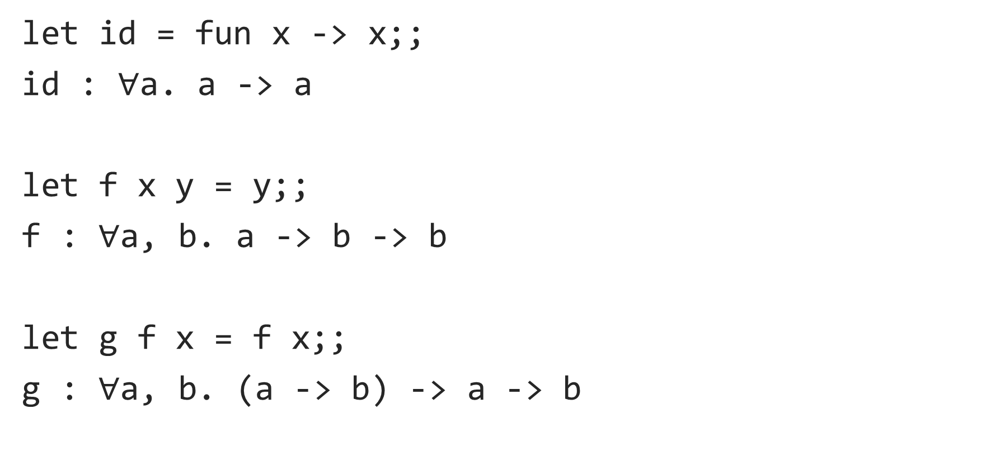 let id = fun x -> x;;
id : ∀a. a -> a
let f x y = y;;
f : ∀a, b. a -> b -> b
let g f x = f x;;
g : ∀a, b. (a -> b) -> a -> b